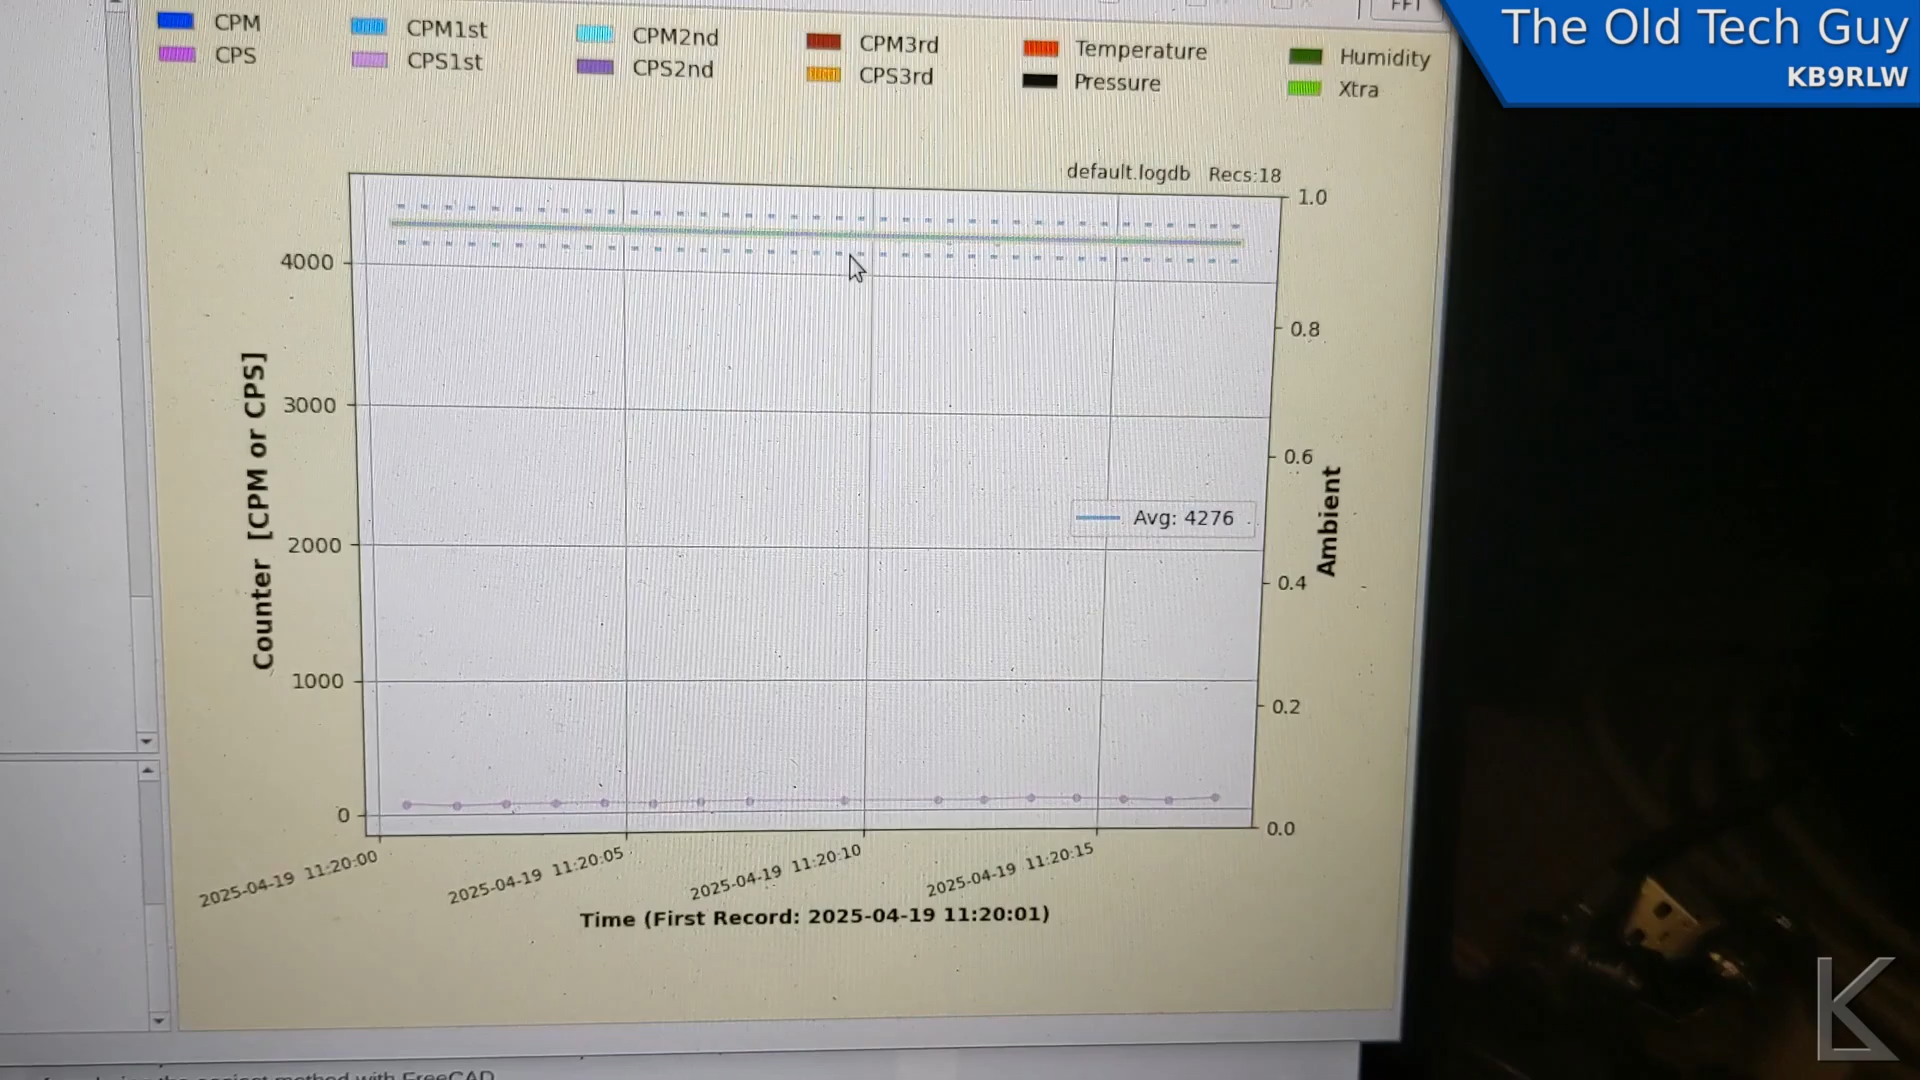 The Old Tech Guy
KB9RLW
FFT
CPM CPM1st CPM2nd CPM3rd Temperature Humidity
CPS CPS1st CPS2nd CPS3rd Pressure Xtra
default.logdb Recs:18
1.0
4000
0.8
3000
0.6
Avg: 4276
2000
0.4
1000
0.2
0
0.0
Counter [CPM or CPS]
Ambient
2025-04-19 11:20:00
2025-04-19 11:20:05
2025-04-19 11:20:10
2025-04-19 11:20:15
Time (First Record: 2025-04-19 11:20:01)
method with FreeCAD
K